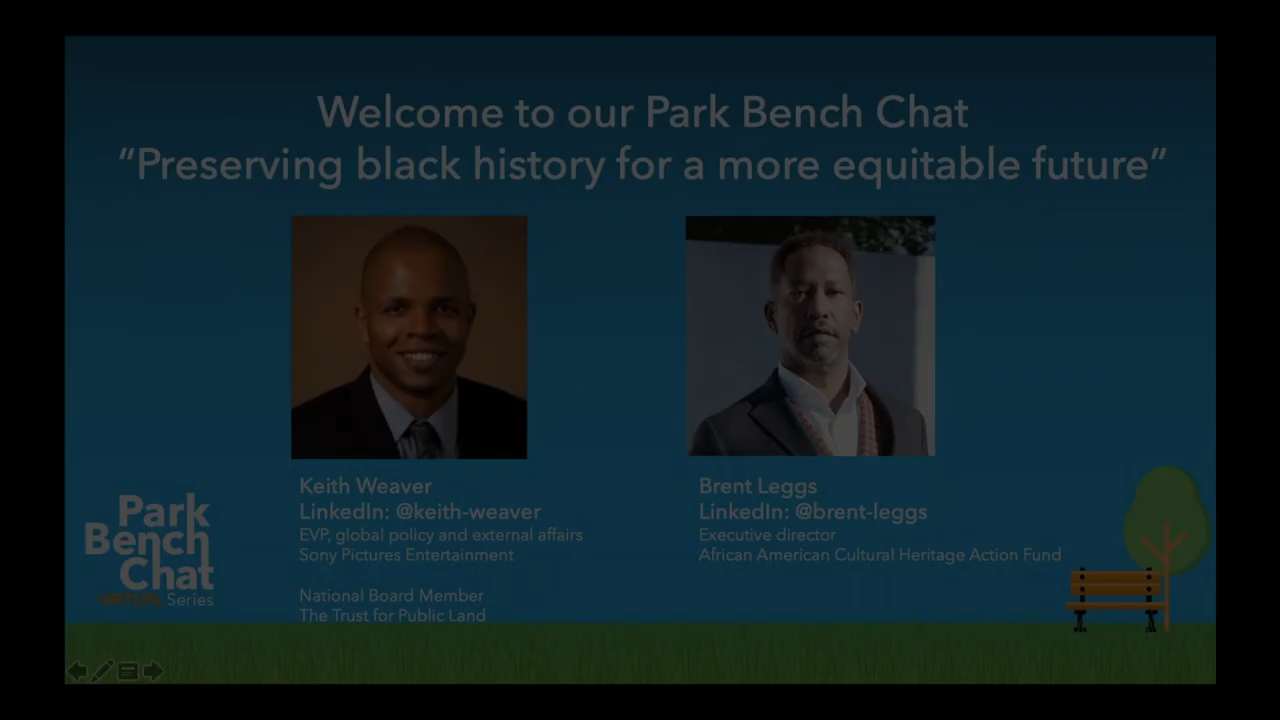 Welcome to our Park Bench Chat
“Preserving black history for a more equitable future”
Keith Weaver
LinkedIn: @keith-weaver
EVP, global policy and external affairs
Sony Pictures Entertainment
National Board Member
The Trust for Public Land
Brent Leggs
LinkedIn: @brent-leggs
Executive director
African American Cultural Heritage Action Fund
Park
Bench
Chat
VIRTUAL Series